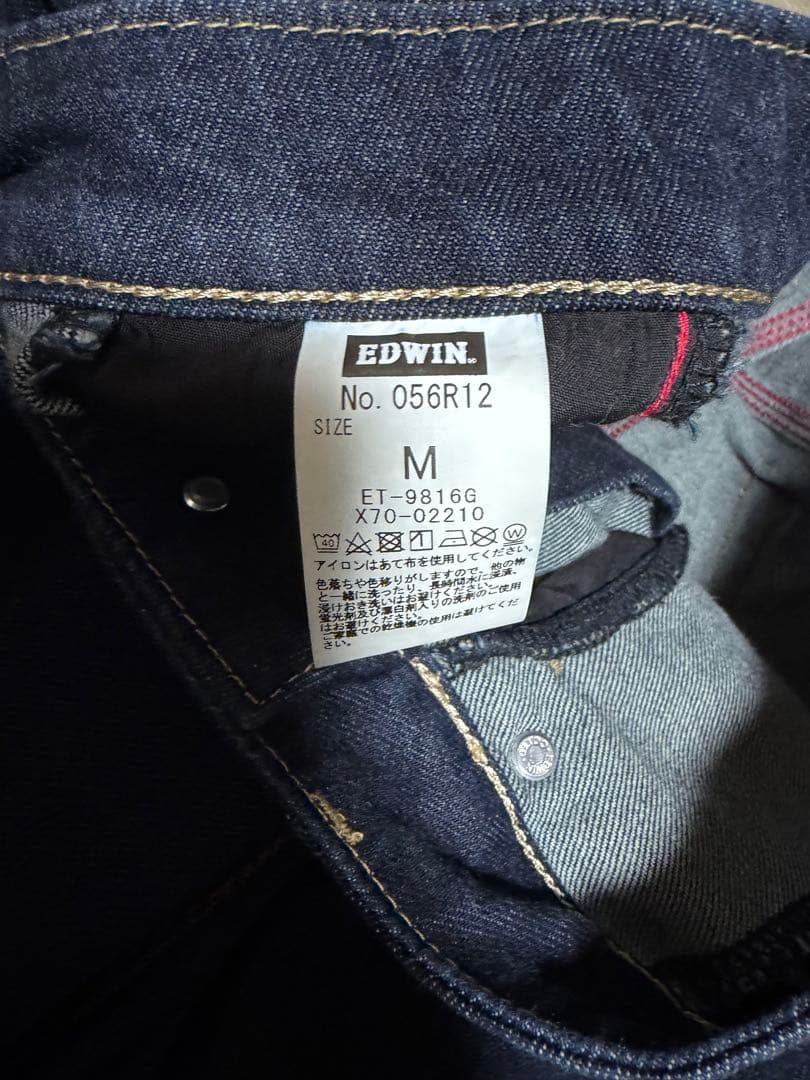 EDWIN
No. 056R12
SIZE
M
ET-9816G
X70-02210
40 W
アイロンはあて布を使用してください。
色落ちや色移りがしますので、他の物
と一緒に洗ったり、長時間水に浸漬、
浸けおき洗いはお避けください。
蛍光剤及び漂白剤入りの洗剤のご使用
はお避けください。
ご家庭での乾燥機の使用は避けてくだ
さい。